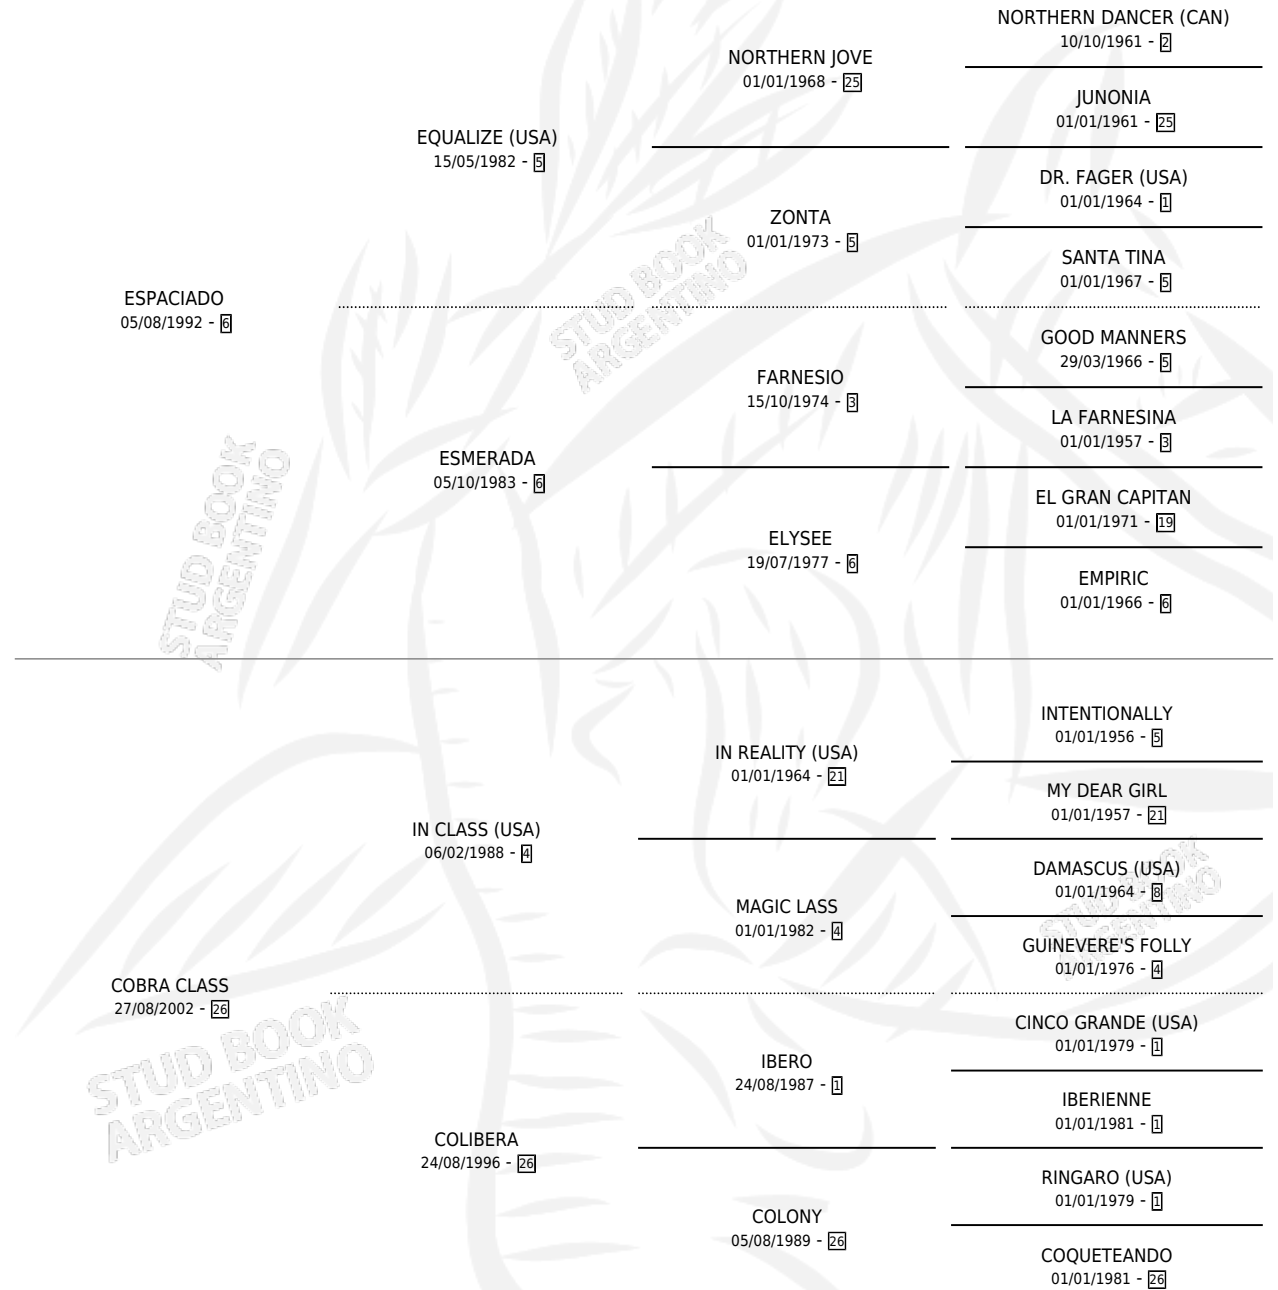 NORTHERN DANCER (CAN)
10/10/1961 - 2
NORTHERN JOVE
01/01/1968 - 25
JUNONIA
01/01/1961 - 25
EQUALIZE (USA)
15/05/1982 - 5
DR. FAGER (USA)
01/01/1964 - 1
ZONTA
01/01/1973 - 5
SANTA TINA
01/01/1967 - 5
ESPACIADO
05/08/1992 - 6
STUD BOOK
ARGENTINO
GOOD MANNERS
29/03/1966 - 5
FARNESIO
15/10/1974 - 3
LA FARNESINA
01/01/1957 - 3
ESMERADA
05/10/1983 - 6
EL GRAN CAPITAN
01/01/1971 - 19
ELYSEE
19/07/1977 - 6
EMPIRIC
01/01/1966 - 6
STUD BOOK
ARGENTINO
INTENTIONALLY
01/01/1956 - 5
IN REALITY (USA)
01/01/1964 - 21
MY DEAR GIRL
01/01/1957 - 21
IN CLASS (USA)
06/02/1988 - 4
DAMASCUS (USA)
01/01/1964 - 8
MAGIC LASS
01/01/1982 - 4
GUINEVERE'S FOLLY
01/01/1976 - 4
STUD BOOK
ARGENTINO
COBRA CLASS
27/08/2002 - 26
STUD BOOK
ARGENTINO
CINCO GRANDE (USA)
01/01/1979 - 1
IBERO
24/08/1987 - 1
IBERIENNE
01/01/1981 - 1
COLIBERA
24/08/1996 - 26
RINGARO (USA)
01/01/1979 - 1
COLONY
05/08/1989 - 26
COQUETEANDO
01/01/1981 - 26